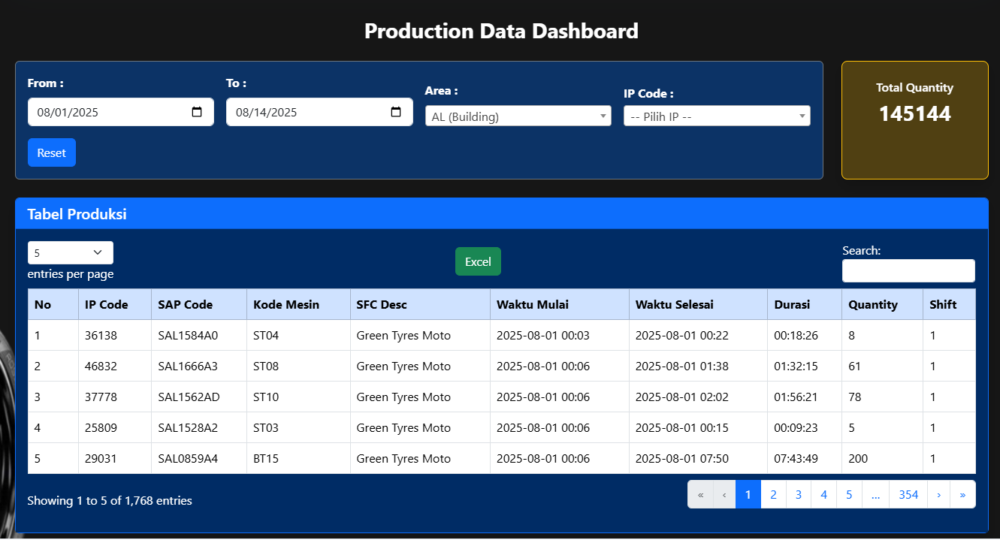 Production Data Dashboard
From : To : Area : IP Code :
08/01/2025 08/14/2025 AL (Building) -- Pilih IP --
Reset
Total Quantity
145144
Tabel Produksi
5
entries per page
Excel
Search:
No IP Code SAP Code Kode Mesin SFC Desc Waktu Mulai Waktu Selesai Durasi Quantity Shift
1 36138 SAL1584A0 ST04 Green Tyres Moto 2025-08-01 00:03 2025-08-01 00:22 00:18:26 8 1
2 46832 SAL1666A3 ST08 Green Tyres Moto 2025-08-01 00:06 2025-08-01 01:38 01:32:15 61 1
3 37778 SAL1562AD ST10 Green Tyres Moto 2025-08-01 00:06 2025-08-01 02:02 01:56:21 78 1
4 25809 SAL1528A2 ST03 Green Tyres Moto 2025-08-01 00:06 2025-08-01 00:15 00:09:23 5 1
5 29031 SAL0859A4 BT15 Green Tyres Moto 2025-08-01 00:06 2025-08-01 07:50 07:43:49 200 1
Showing 1 to 5 of 1,768 entries
« ‹ 1 2 3 4 5 ... 354 › »